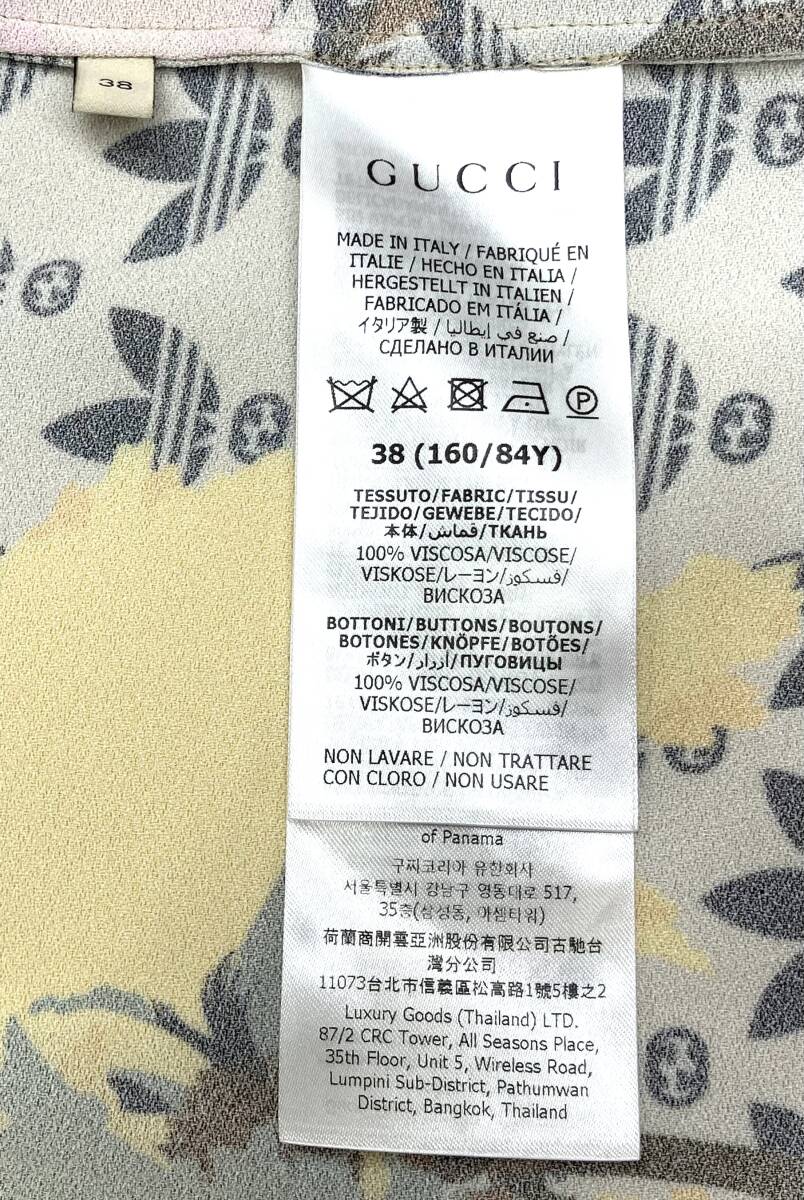 38
GUCCI
MADE IN ITALY / FABRIQUÉ EN
ITALIE / HECHO EN ITALIA /
HERGESTELLT IN ITALIEN /
FABRICADO EM ITÁLIA /
イタリア製 / صنع في إيطاليا /
СДЕЛАНО В ИТАЛИИ
P
38 (160/84Y)
TESSUTO/FABRIC/TISSU/
TEJIDO/GEWEBE/TECIDO/
本体/قماش/ТКАНЬ
100% VISCOSA/VISCOSE/
VISKOSE/レーヨン/فسكوز/
ВИСКОЗА
BOTTONI/BUTTONS/BOUTONS/
BOTONES/KNÖPFE/BOTÕES/
ボタン/أزرار/ПУГОВИЦЫ
100% VISCOSA/VISCOSE/
VISKOSE/レーヨン/فسكوز/
ВИСКОЗА
NON LAVARE / NON TRATTARE
CON CLORO / NON USARE
of Panama
구찌코리아 유한회사
서울특별시 강남구 영동대로 517,
35층(삼성동, 아셈타워)
荷蘭商開雲亞洲股份有限公司古馳台
灣分公司
11073台北市信義區松高路1號5樓之2
Luxury Goods (Thailand) LTD.
87/2 CRC Tower, All Seasons Place,
35th Floor, Unit 5, Wireless Road,
Lumpini Sub-District, Pathumwan
District, Bangkok, Thailand